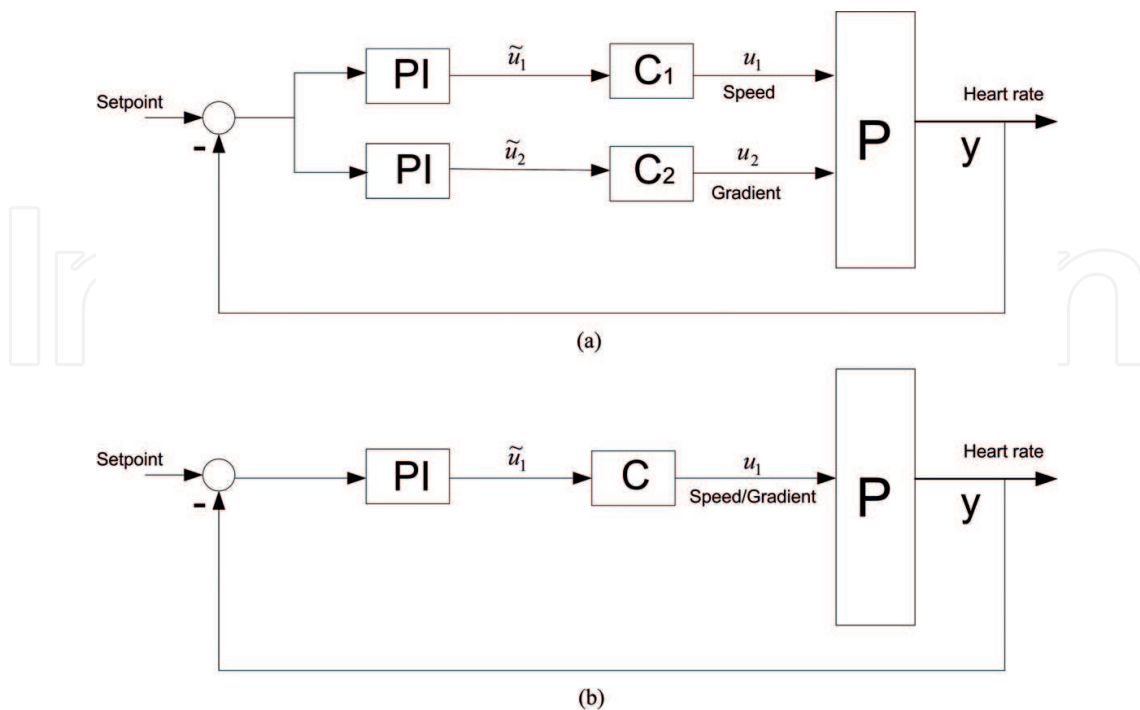 PI
ũ₁
C₁
u₁
Speed
Setpoint
-
PI
ũ₂
C₂
u₂
Gradient
P
Heart rate
y
(a)
Setpoint
-
PI
ũ₁
C
u₁
Speed/Gradient
P
Heart rate
y
(b)